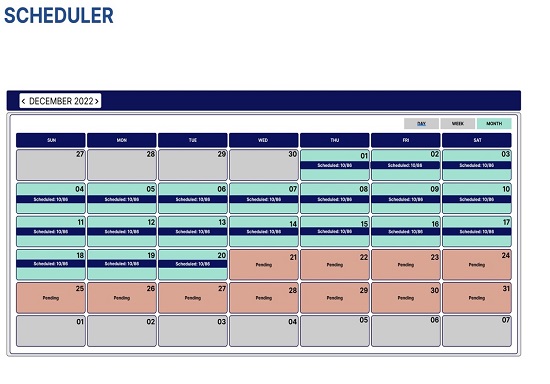 SCHEDULER
< DECEMBER 2022 >
DAY WEEK MONTH
SUN MON TUE WED THU FRI SAT
27 28 29 30 01 02 03
Scheduled: 10/86 Scheduled: 10/86 Scheduled: 10/86
04 05 06 07 08 09 10
Scheduled: 10/86 Scheduled: 10/86 Scheduled: 10/86 Scheduled: 10/86 Scheduled: 10/86 Scheduled: 10/86 Scheduled: 10/86
11 12 13 14 15 16 17
Scheduled: 10/86 Scheduled: 10/86 Scheduled: 10/86 Scheduled: 10/86 Scheduled: 10/86 Scheduled: 10/86 Scheduled: 10/86
18 19 20 21 22 23 24
Scheduled: 10/86 Scheduled: 10/86 Scheduled: 10/86 Pending Pending Pending Pending
25 26 27 28 29 30 31
Pending Pending Pending Pending Pending Pending Pending
01 02 03 04 05 06 07